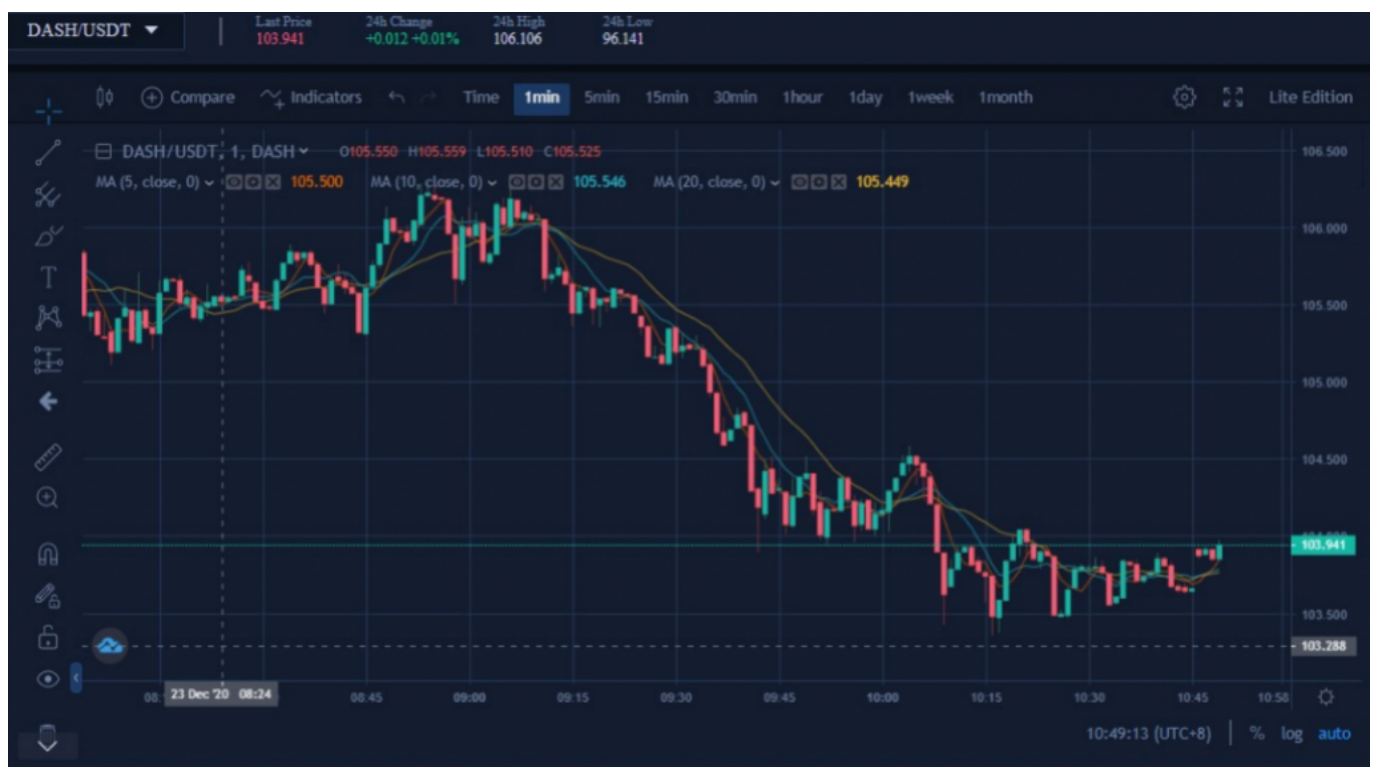 Last Price 24h Change 24h High 24h Low
DASH/USDT 103.941 +0.012 +0.01% 106.106 96.141
Compare Indicators Time 1min 5min 15min 30min 1hour 1day 1week 1month Lite Edition
DASH/USDT, 1, DASH O105.550 H105.559 L105.510 C105.525 106.500
MA (5, close, 0) 105.500 MA (10, close, 0) 105.546 MA (20, close, 0) 105.449
106.000
T
105.500
105.000
104.500
103.941
103.500
103.288
08: 23 Dec '20 08:24 08:45 09:00 09:15 09:30 09:45 10:00 10:15 10:30 10:45 10:58
10:49:13 (UTC+8) % log auto